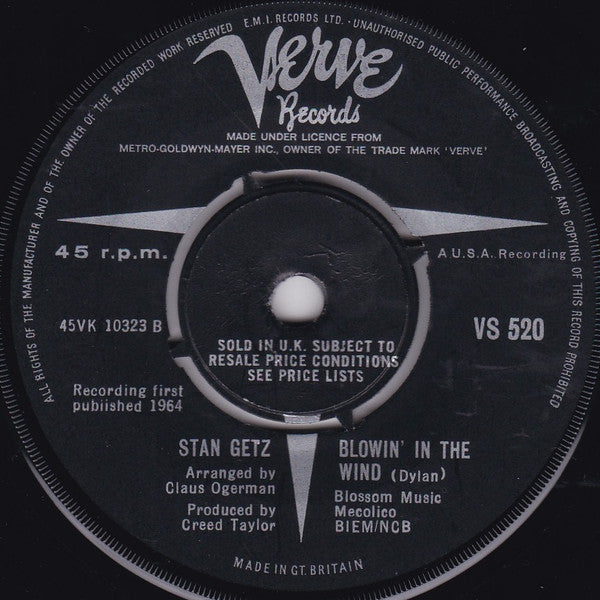 ALL RIGHTS OF THE MANUFACTURER AND OF THE OWNER OF THE RECORDED WORK RESERVED E.M.I. RECORDS LTD. · UNAUTHORISED PUBLIC PERFORMANCE BROADCASTING AND COPYING OF THIS RECORD PROHIBITED
Verve
Records
MADE UNDER LICENCE FROM
METRO-GOLDWYN-MAYER INC., OWNER OF THE TRADE MARK 'VERVE'
45 r.p.m.
A U.S.A. Recording
45VK 10323 B
VS 520
SOLD IN U.K. SUBJECT TO
RESALE PRICE CONDITIONS
SEE PRICE LISTS
Recording first
published 1964
STAN GETZ
Arranged by
Claus Ogerman
Produced by
Creed Taylor
BLOWIN' IN THE
WIND (Dylan)
Blossom Music
Mecolico
BIEM/NCB
MADE IN GT. BRITAIN